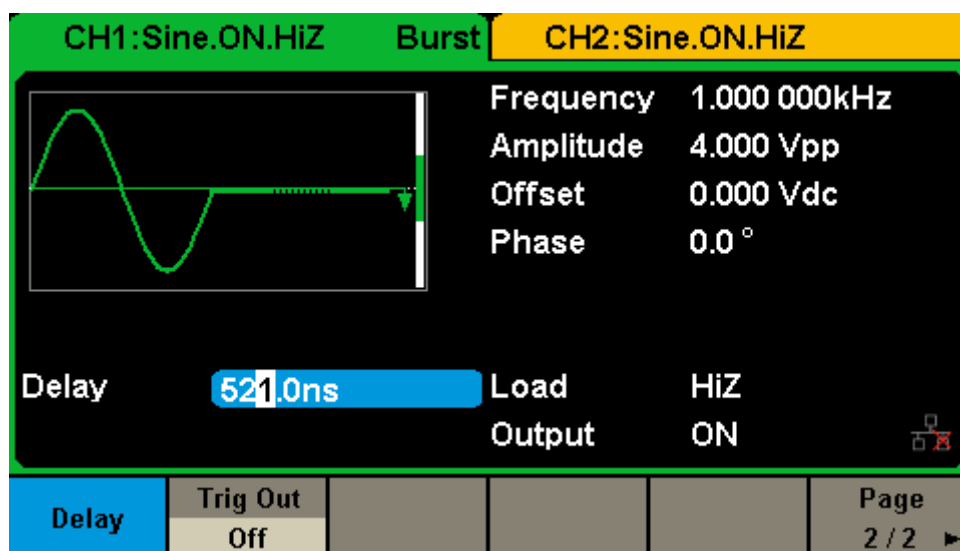 CH1:Sine.ON.HiZ Burst CH2:Sine.ON.HiZ
Frequency 1.000 000kHz
Amplitude 4.000 Vpp
Offset 0.000 Vdc
Phase 0.0 °
Delay 521.0ns Load HiZ
Output ON
Delay Trig Out Off Page 2 / 2 ►